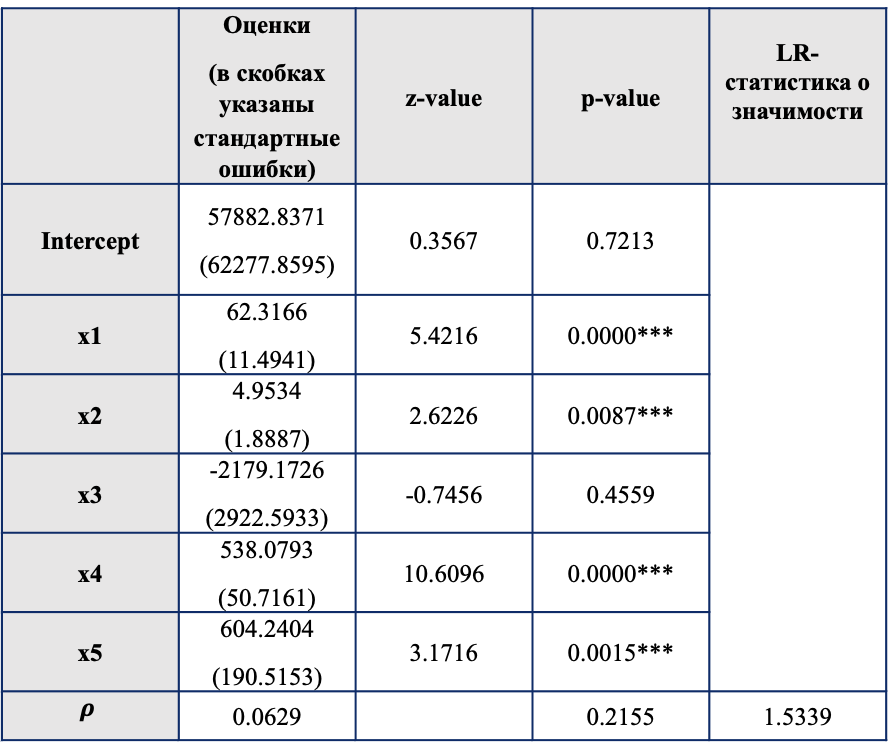 Оценки
(в скобках
указаны
стандартные
ошибки)
z-value
p-value
LR-
статистика о
значимости
Intercept
57882.8371
(62277.8595)
0.3567
0.7213
x1
62.3166
(11.4941)
5.4216
0.0000***
x2
4.9534
(1.8887)
2.6226
0.0087***
x3
-2179.1726
(2922.5933)
-0.7456
0.4559
x4
538.0793
(50.7161)
10.6096
0.0000***
x5
604.2404
(190.5153)
3.1716
0.0015***
ρ
0.0629
0.2155
1.5339